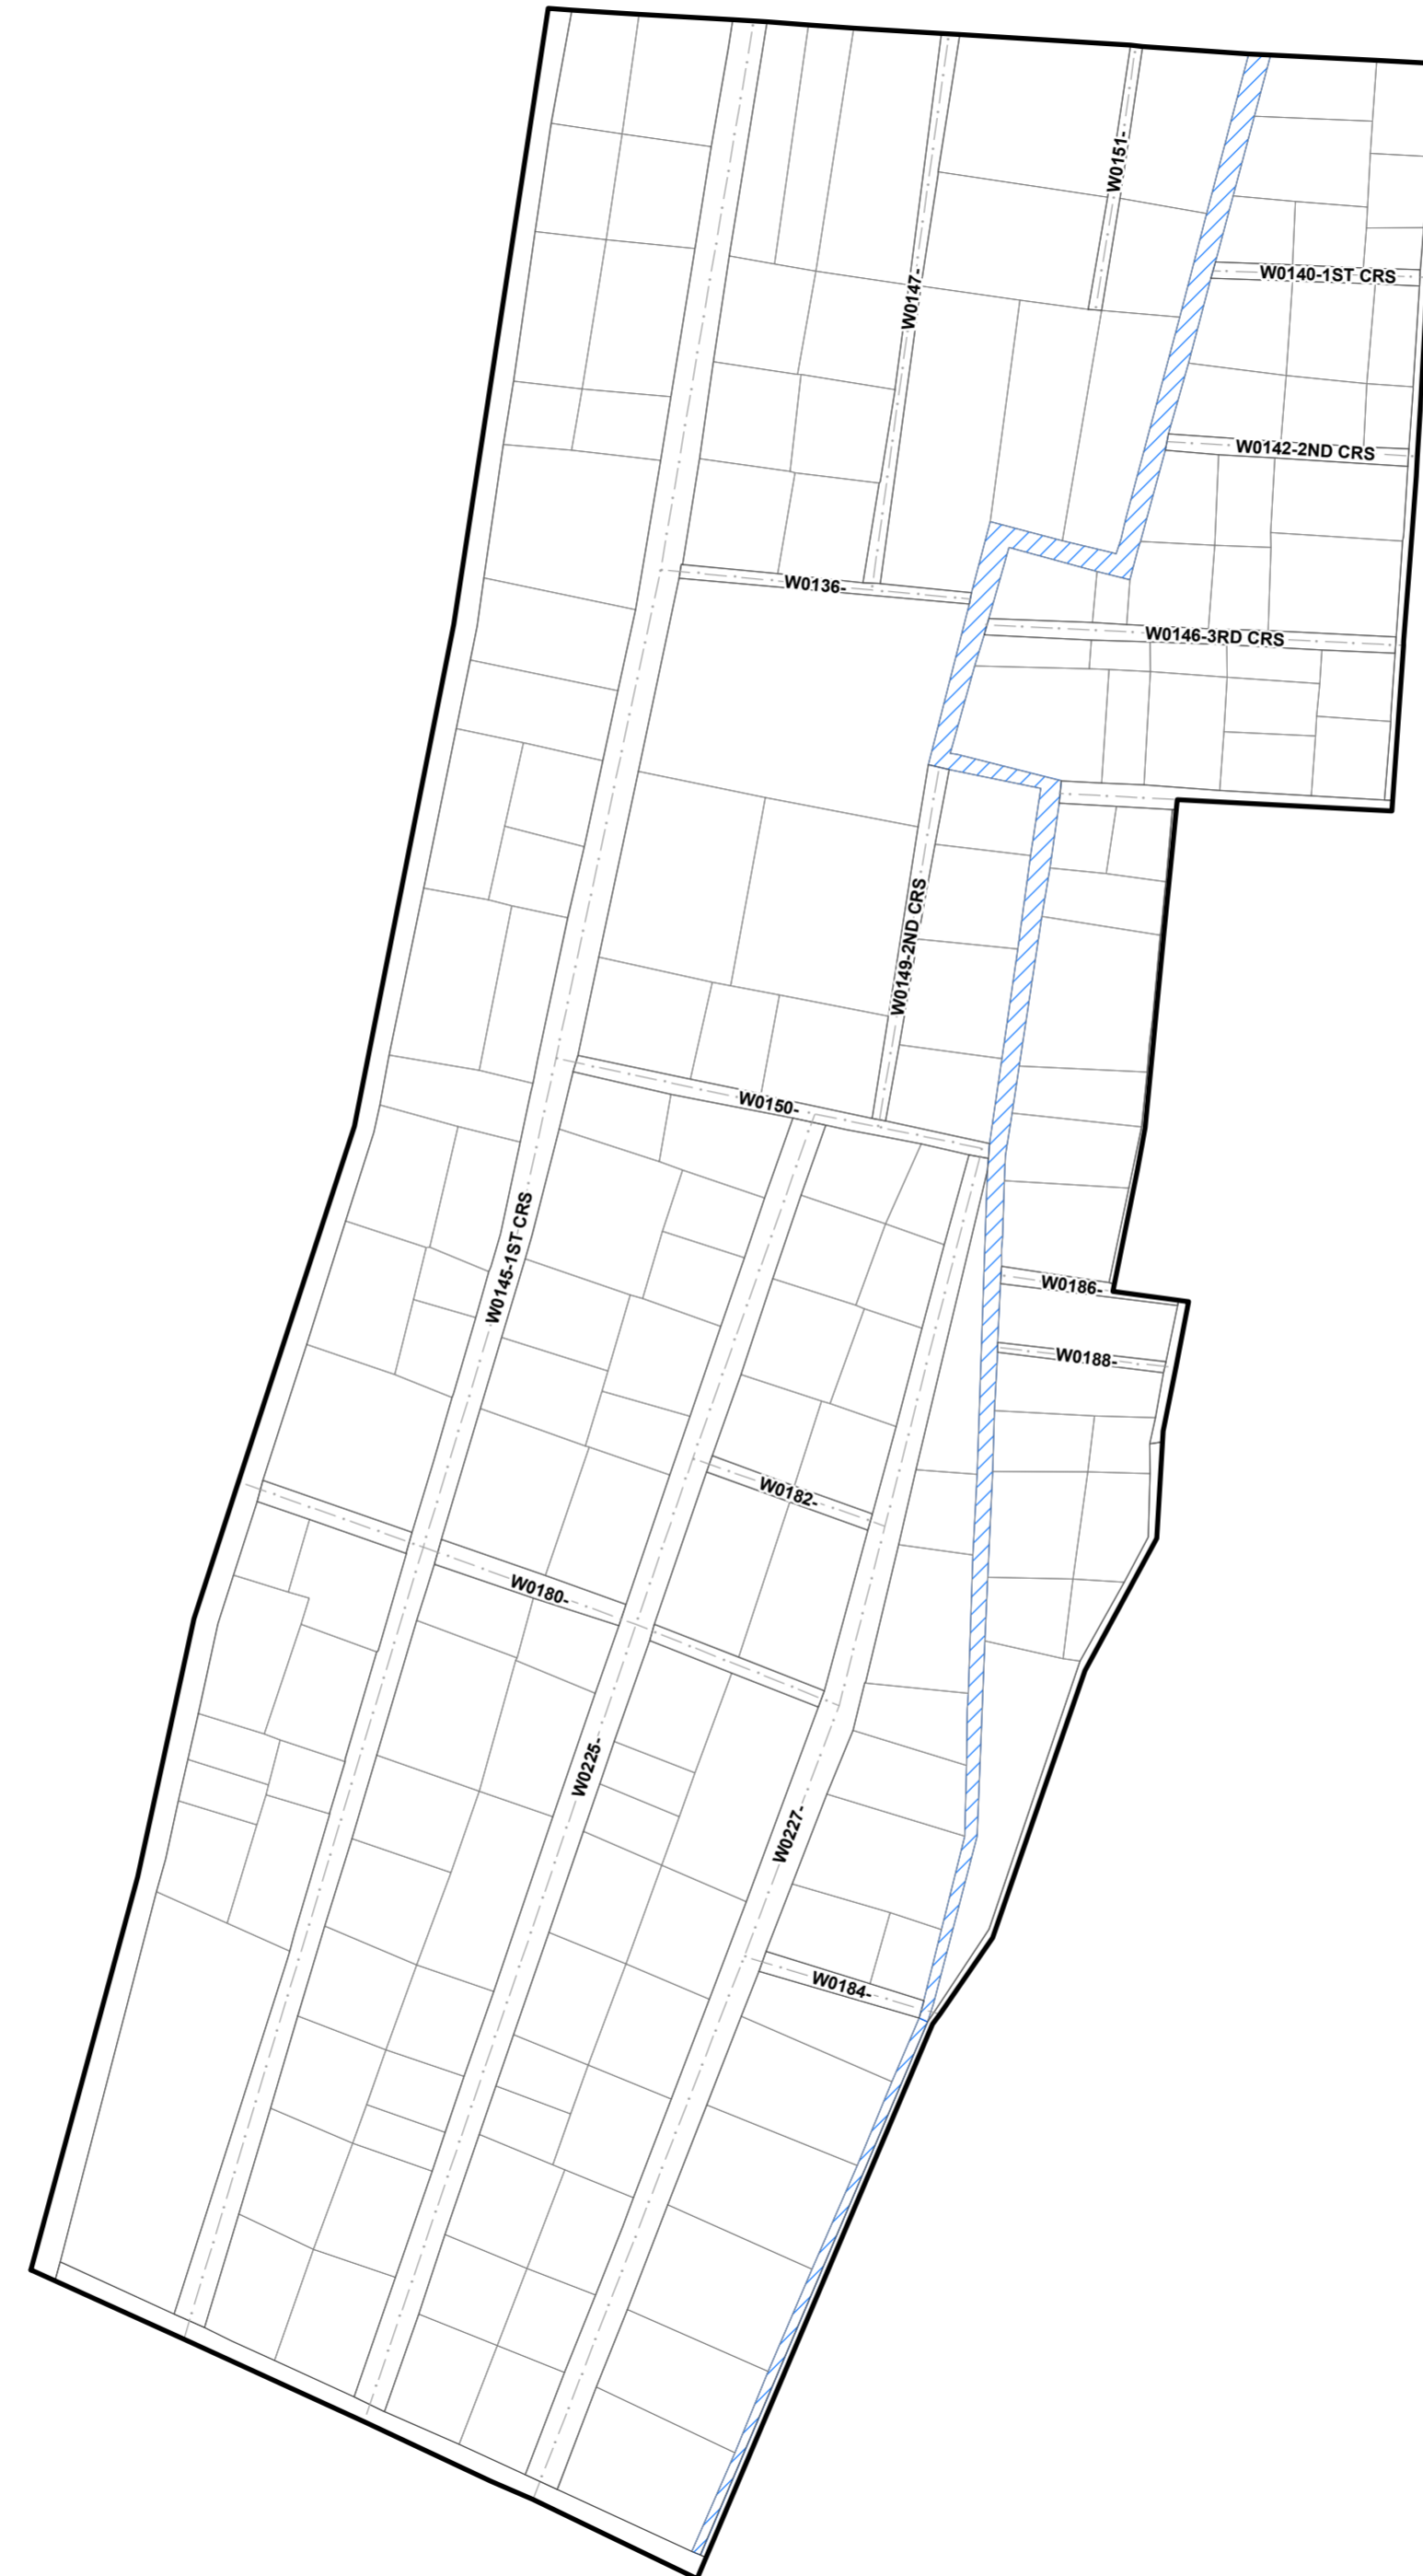 W0151-
W0140-1ST CRS
W0147-
W0142-2ND CRS
W0136-
W0146-3RD CRS
W0149-2ND CRS
W0150-
W0145-1ST CRS
W0186-
W0188-
W0182-
W0180-
W0225-
W0227-
W0184-